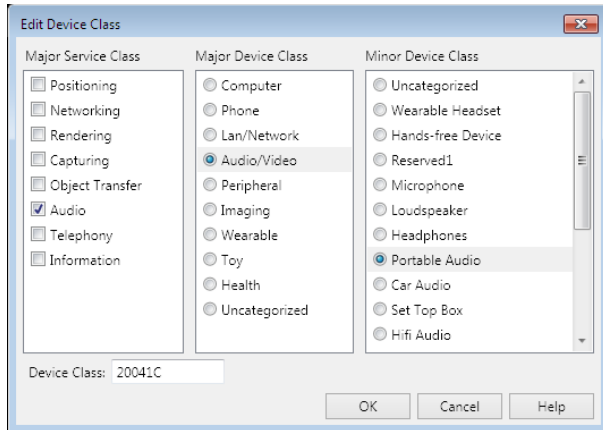 Edit Device Class
Major Service Class
Positioning
Networking
Rendering
Capturing
Object Transfer
Audio
Telephony
Information
Major Device Class
Computer
Phone
Lan/Network
Audio/Video
Peripheral
Imaging
Wearable
Toy
Health
Uncategorized
Minor Device Class
Uncategorized
Wearable Headset
Hands-free Device
Reserved1
Microphone
Loudspeaker
Headphones
Portable Audio
Car Audio
Set Top Box
Hifi Audio
Device Class: 20041C
OK Cancel Help